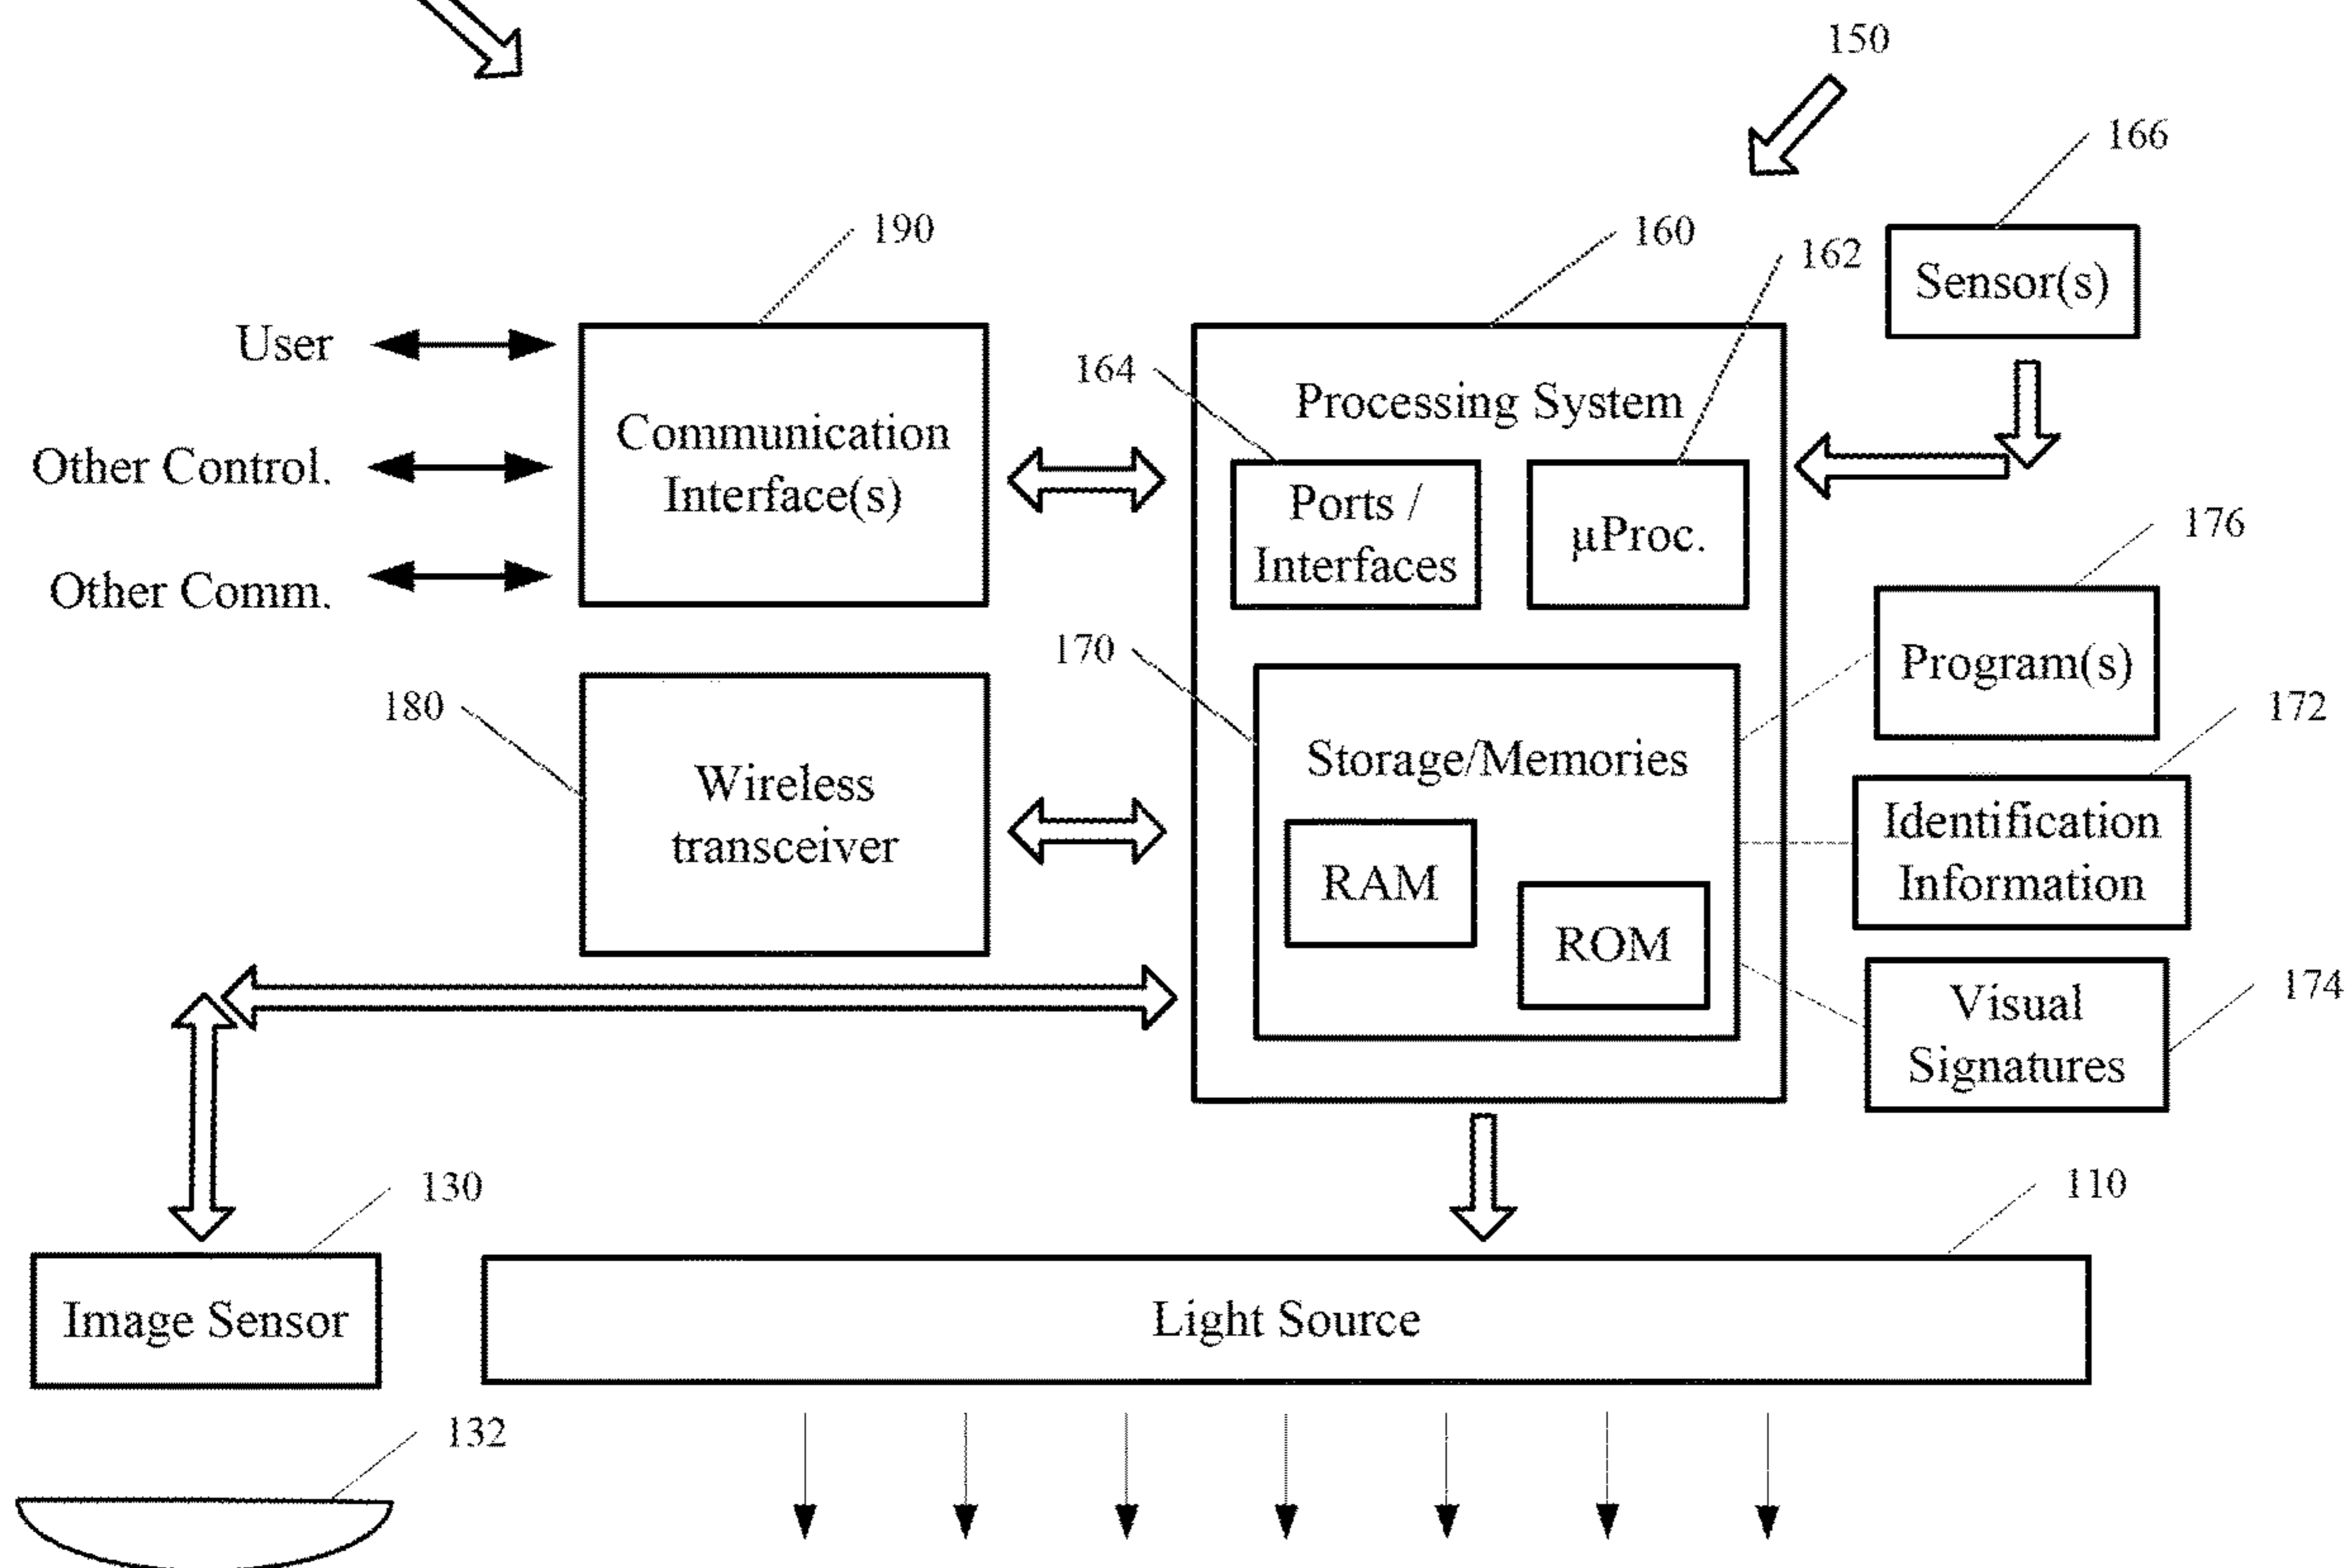 150
166
190
160
162
Sensor(s)
User
164
Processing System
Communication
Interface(s)
Other Control.
Ports /
Interfaces
µProc.
176
Other Comm.
170
Program(s)
180
172
Wireless
transceiver
Storage/Memories
Identification
Information
RAM
ROM
174
Visual
Signatures
130
110
Image Sensor
Light Source
132